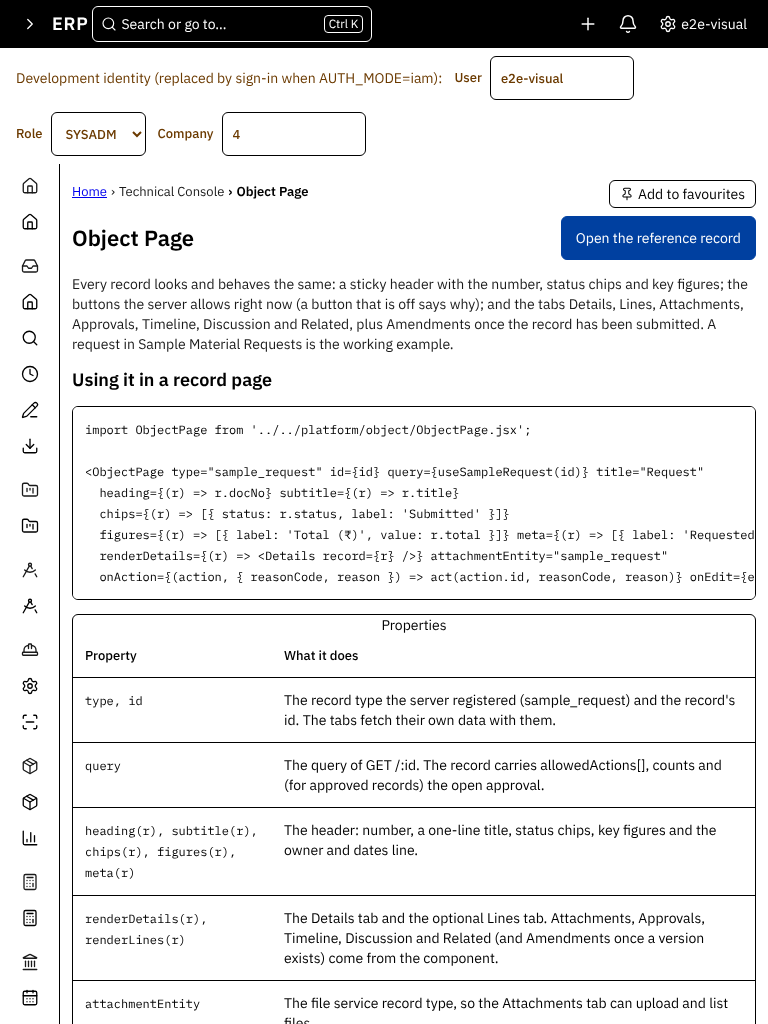 ERP
Search or go to...
Ctrl K
e2e-visual
Development identity (replaced by sign-in when AUTH_MODE=iam):
User
e2e-visual
Role
SYSADM
Company
4
Home › Technical Console › Object Page
Add to favourites
Object Page
Open the reference record
Every record looks and behaves the same: a sticky header with the number, status chips and key figures; the
buttons the server allows right now (a button that is off says why); and the tabs Details, Lines, Attachments,
Approvals, Timeline, Discussion and Related, plus Amendments once the record has been submitted. A
request in Sample Material Requests is the working example.
Using it in a record page
import ObjectPage from '../../platform/object/ObjectPage.jsx';
<ObjectPage type="sample_request" id={id} query={useSampleRequest(id)} title="Request"
heading={(r) => r.docNo} subtitle={(r) => r.title}
chips={(r) => [{ status: r.status, label: 'Submitted' }]}
figures={(r) => [{ label: 'Total (₹)', value: r.total }]} meta={(r) => [{ label: 'Requested
renderDetails={(r) => <Details record={r} />} attachmentEntity="sample_request"
onAction={(action, { reasonCode, reason }) => act(action.id, reasonCode, reason)} onEdit={e
Properties
Property
What it does
type, id
The record type the server registered (sample_request) and the record's
id. The tabs fetch their own data with them.
query
The query of GET /:id. The record carries allowedActions[], counts and
(for approved records) the open approval.
heading(r), subtitle(r),
chips(r), figures(r),
meta(r)
The header: number, a one-line title, status chips, key figures and the
owner and dates line.
renderDetails(r),
renderLines(r)
The Details tab and the optional Lines tab. Attachments, Approvals,
Timeline, Discussion and Related (and Amendments once a version
exists) come from the component.
attachmentEntity
The file service record type, so the Attachments tab can upload and list
files.